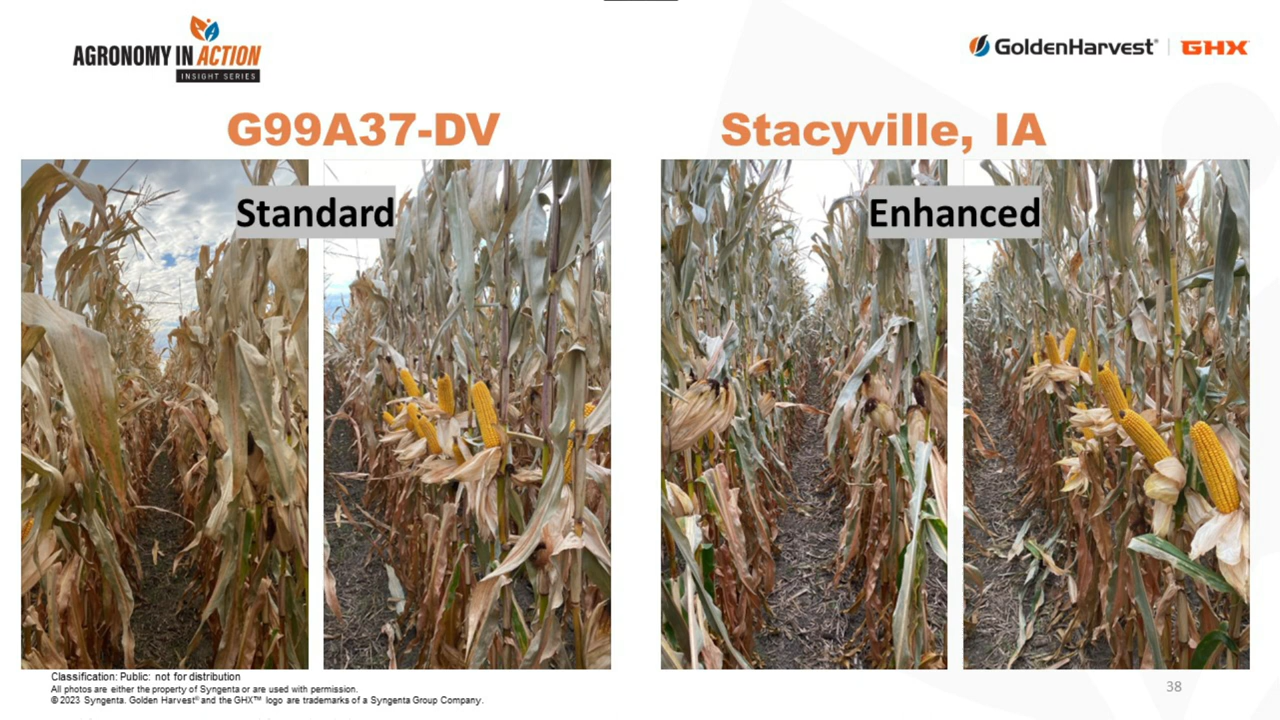 AGRONOMY IN ACTION
INSIGHT SERIES
GoldenHarvest® | GHX
G99A37-DV
Stacyville, IA
Standard
Enhanced
Classification: Public: not for distribution
All photos are either the property of Syngenta or are used with permission.
© 2023 Syngenta. Golden Harvest® and the GHX™ logo are trademarks of a Syngenta Group Company.
38